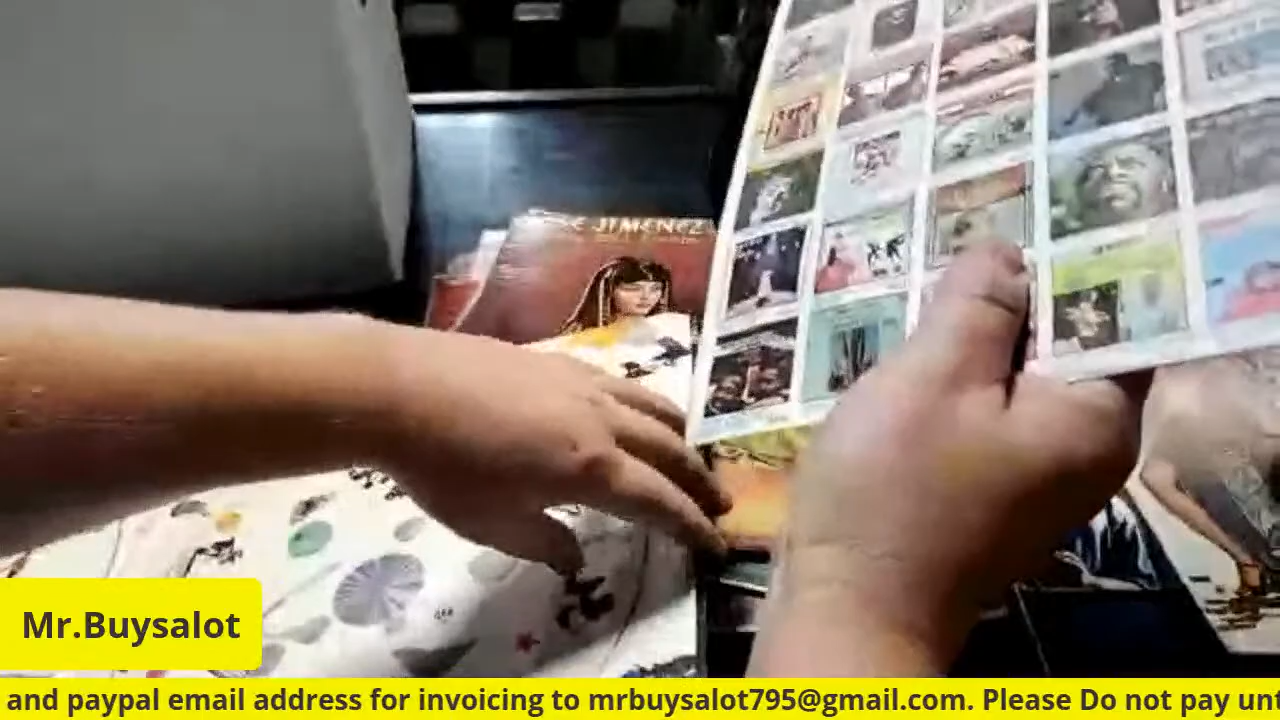 JIMENEZ
Mr.Buysalot
and paypal email address for invoicing to mrbuysalot795@gmail.com. Please Do not pay unt